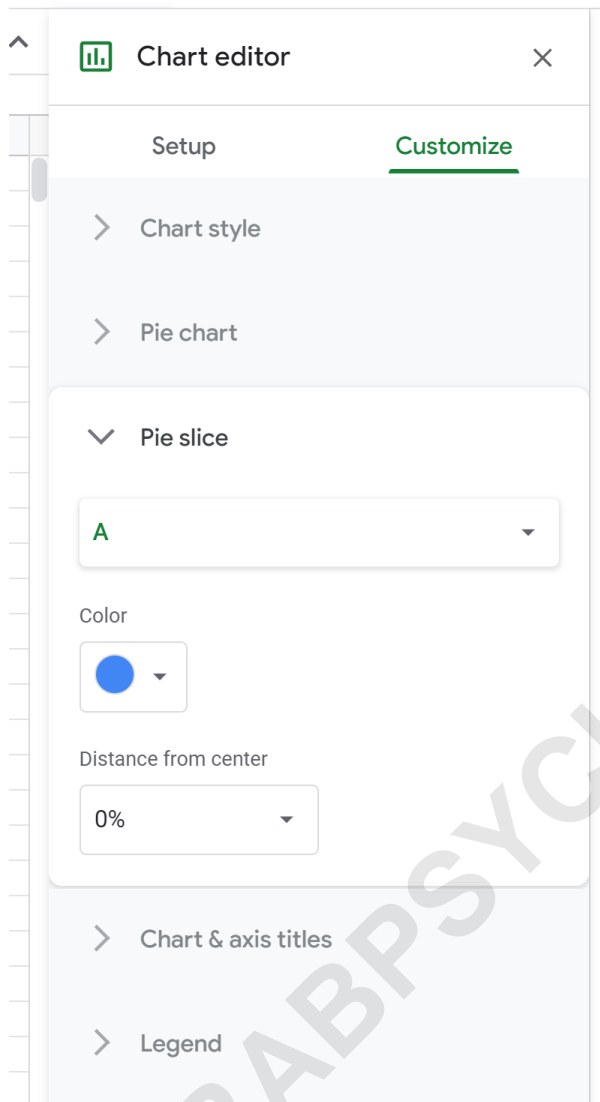 Chart editor
Setup Customize
Chart style
Pie chart
Pie slice
A
Color
Distance from center
0%
Chart & axis titles
Legend